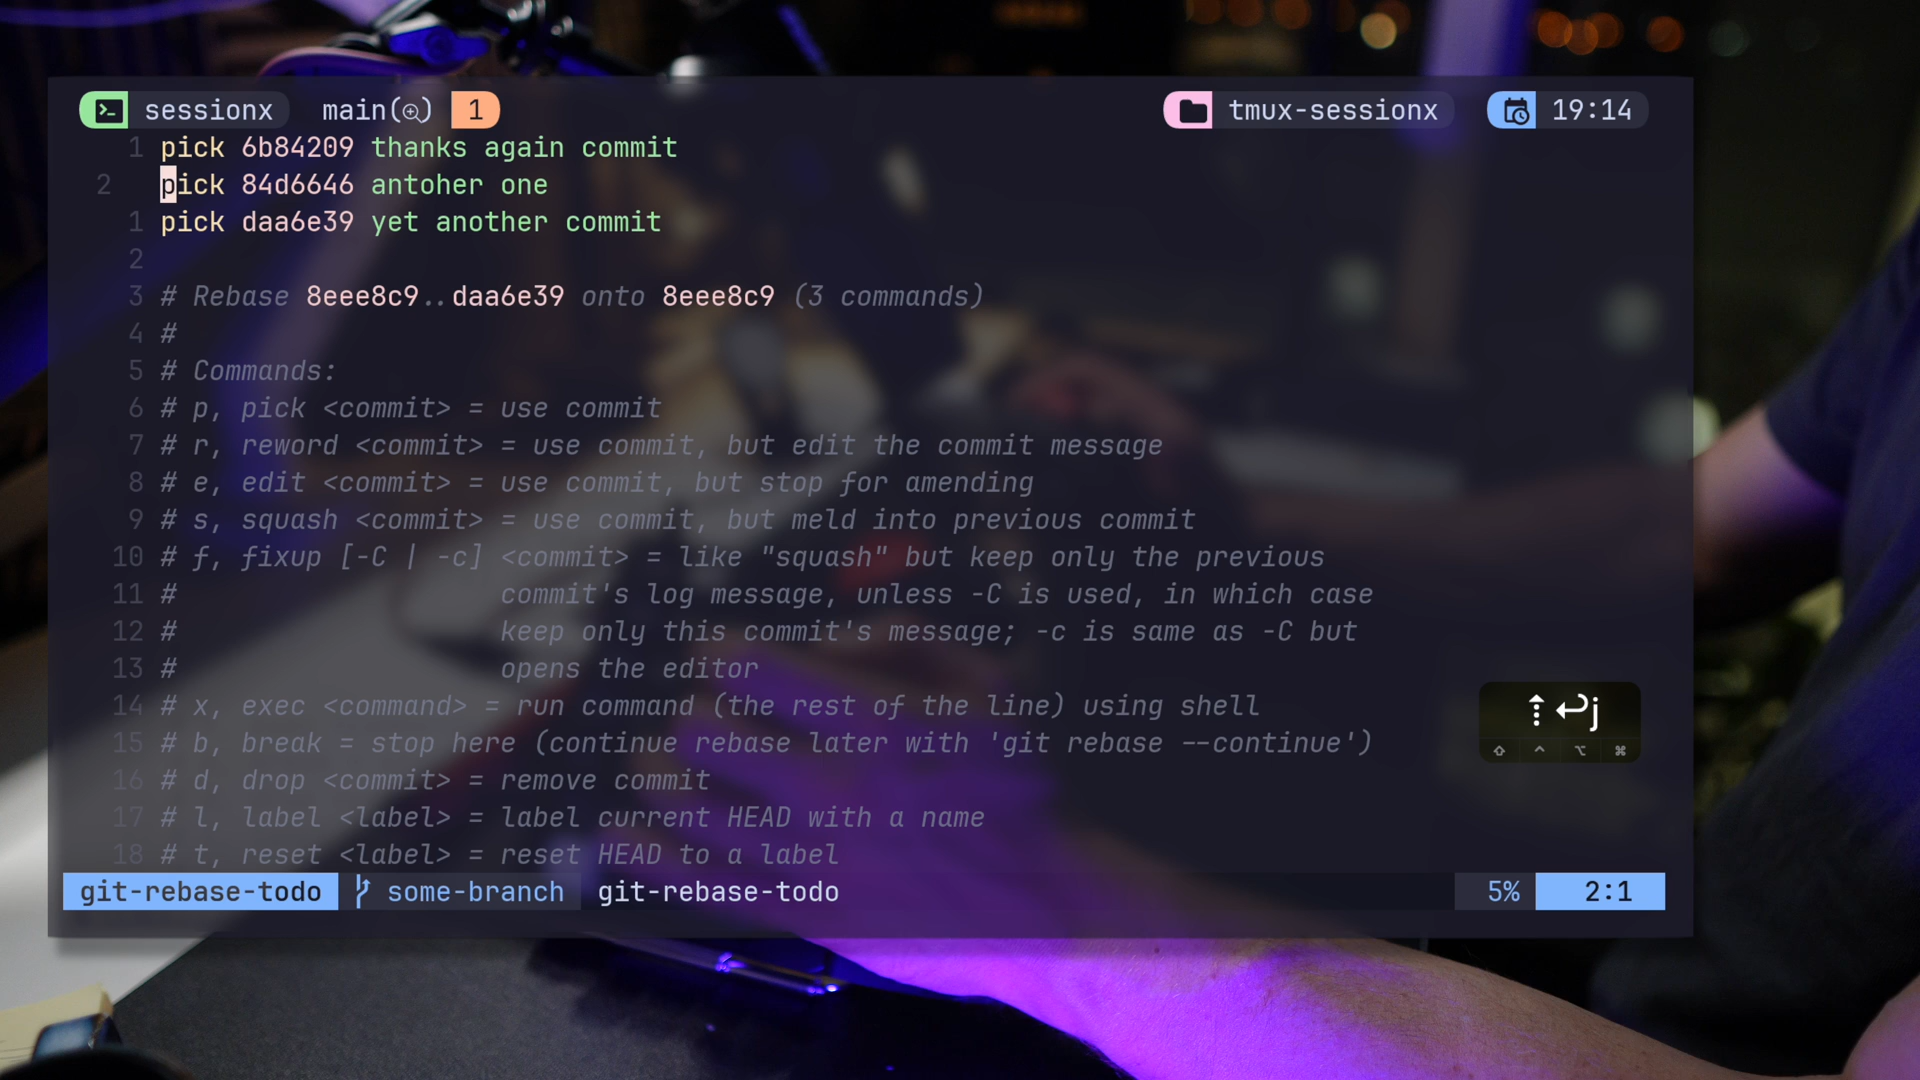 sessionx main() 1 tmux-sessionx 19:14
1 pick 6b84209 thanks again commit
2 pick 84d6646 antoher one
1 pick daa6e39 yet another commit
2
3 # Rebase 8eee8c9..daa6e39 onto 8eee8c9 (3 commands)
4 #
5 # Commands:
6 # p, pick <commit> = use commit
7 # r, reword <commit> = use commit, but edit the commit message
8 # e, edit <commit> = use commit, but stop for amending
9 # s, squash <commit> = use commit, but meld into previous commit
10 # f, fixup [-C | -c] <commit> = like "squash" but keep only the previous
11 # commit's log message, unless -C is used, in which case
12 # keep only this commit's message; -c is same as -C but
13 # opens the editor
14 # x, exec <command> = run command (the rest of the line) using shell
15 # b, break = stop here (continue rebase later with 'git rebase --continue')
16 # d, drop <commit> = remove commit
17 # l, label <label> = label current HEAD with a name
18 # t, reset <label> = reset HEAD to a label
⇡↩j
⇧ ⌃ ⌥ ⌘
git-rebase-todo some-branch git-rebase-todo 5% 2:1